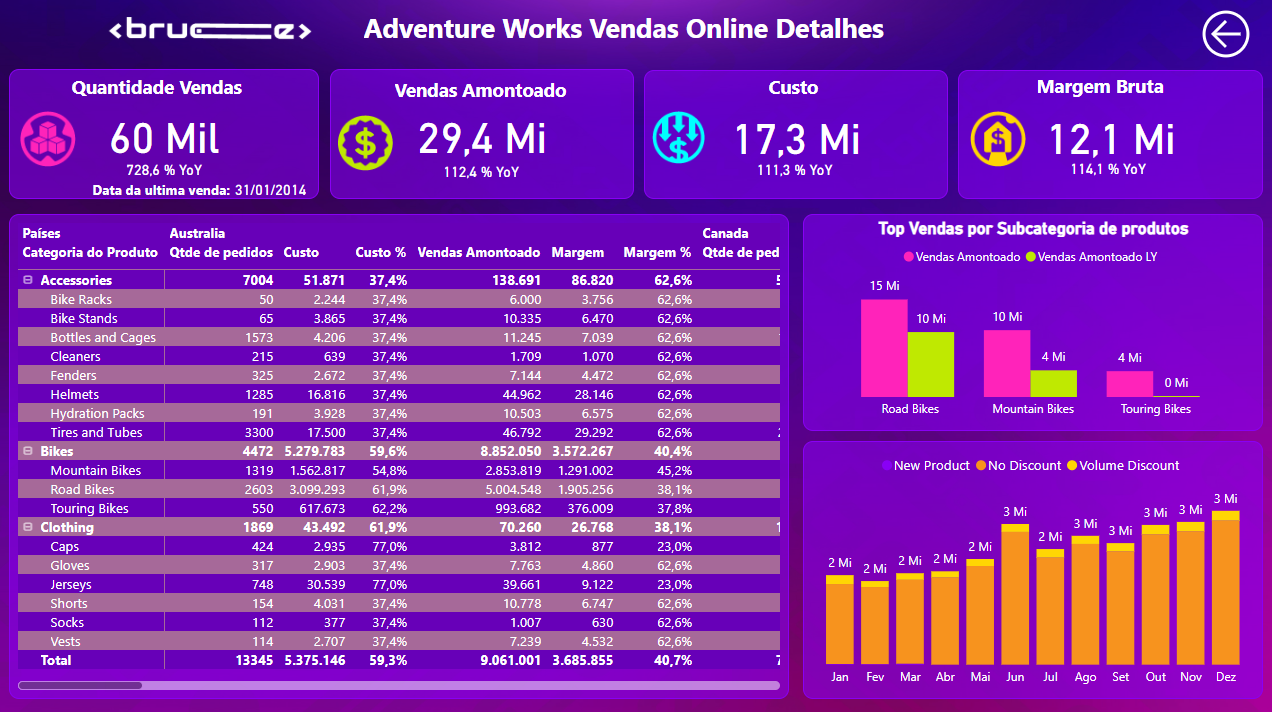 <bruce>
Adventure Works Vendas Online Detalhes
Quantidade Vendas
60 Mil
728,6 % YoY
Data da ultima venda: 31/01/2014
Vendas Amontoado
29,4 Mi
112,4 % YoY
Custo
17,3 Mi
111,3 % YoY
Margem Bruta
12,1 Mi
114,1 % YoY
Países Australia Canada
Categoria do Produto Qtde de pedidos Custo Custo % Vendas Amontoado Margem Margem % Qtde de ped
Accessories 7004 51.871 37,4% 138.691 86.820 62,6%
Bike Racks 50 2.244 37,4% 6.000 3.756 62,6%
Bike Stands 65 3.865 37,4% 10.335 6.470 62,6%
Bottles and Cages 1573 4.206 37,4% 11.245 7.039 62,6%
Cleaners 215 639 37,4% 1.709 1.070 62,6%
Fenders 325 2.672 37,4% 7.144 4.472 62,6%
Helmets 1285 16.816 37,4% 44.962 28.146 62,6%
Hydration Packs 191 3.928 37,4% 10.503 6.575 62,6%
Tires and Tubes 3300 17.500 37,4% 46.792 29.292 62,6%
Bikes 4472 5.279.783 59,6% 8.852.050 3.572.267 40,4%
Mountain Bikes 1319 1.562.817 54,8% 2.853.819 1.291.002 45,2%
Road Bikes 2603 3.099.293 61,9% 5.004.548 1.905.256 38,1%
Touring Bikes 550 617.673 62,2% 993.682 376.009 37,8%
Clothing 1869 43.492 61,9% 70.260 26.768 38,1%
Caps 424 2.935 77,0% 3.812 877 23,0%
Gloves 317 2.903 37,4% 7.763 4.860 62,6%
Jerseys 748 30.539 77,0% 39.661 9.122 23,0%
Shorts 154 4.031 37,4% 10.778 6.747 62,6%
Socks 112 377 37,4% 1.007 630 62,6%
Vests 114 2.707 37,4% 7.239 4.532 62,6%
Total 13345 5.375.146 59,3% 9.061.001 3.685.855 40,7%
Top Vendas por Subcategoria de produtos
Vendas Amontoado Vendas Amontoado LY
15 Mi 10 Mi 10 Mi 4 Mi 4 Mi 0 Mi
Road Bikes Mountain Bikes Touring Bikes
New Product No Discount Volume Discount
2 Mi 2 Mi 2 Mi 2 Mi 2 Mi 3 Mi 2 Mi 3 Mi 3 Mi 3 Mi 3 Mi 3 Mi
Jan Fev Mar Abr Mai Jun Jul Ago Set Out Nov Dez